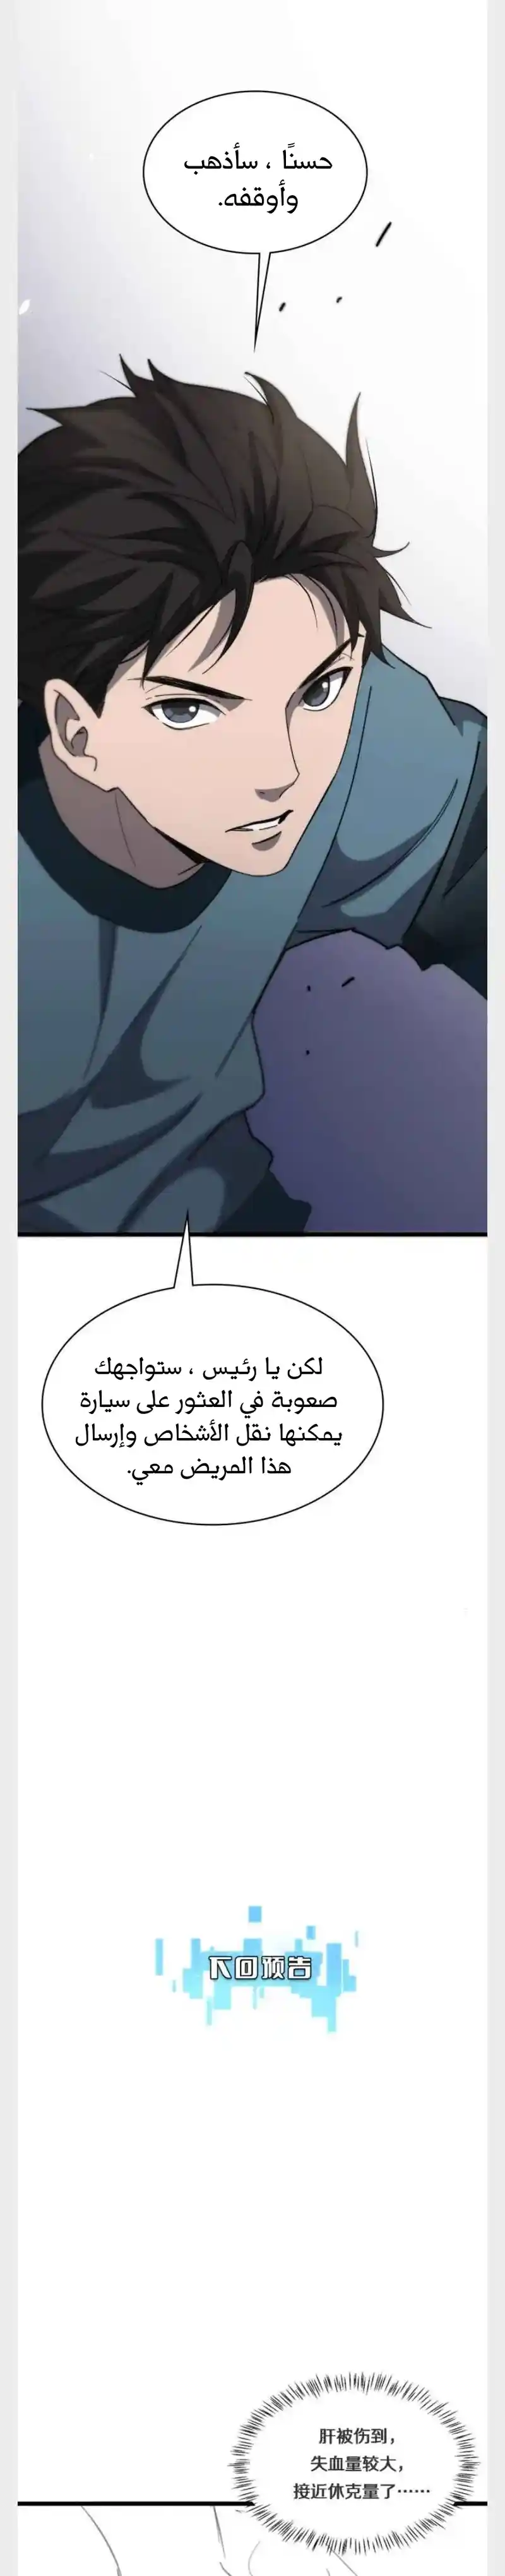 حسنًا ، سأذهب
وأوقفه.
لكن يا رئيس ، ستواجهك
صعوبة في العثور على سيارة
يمكنها نقل الأشخاص وإرسال
هذا المريض معي.
下回预告
肝被伤到，
失血量较大，
接近休克量了……